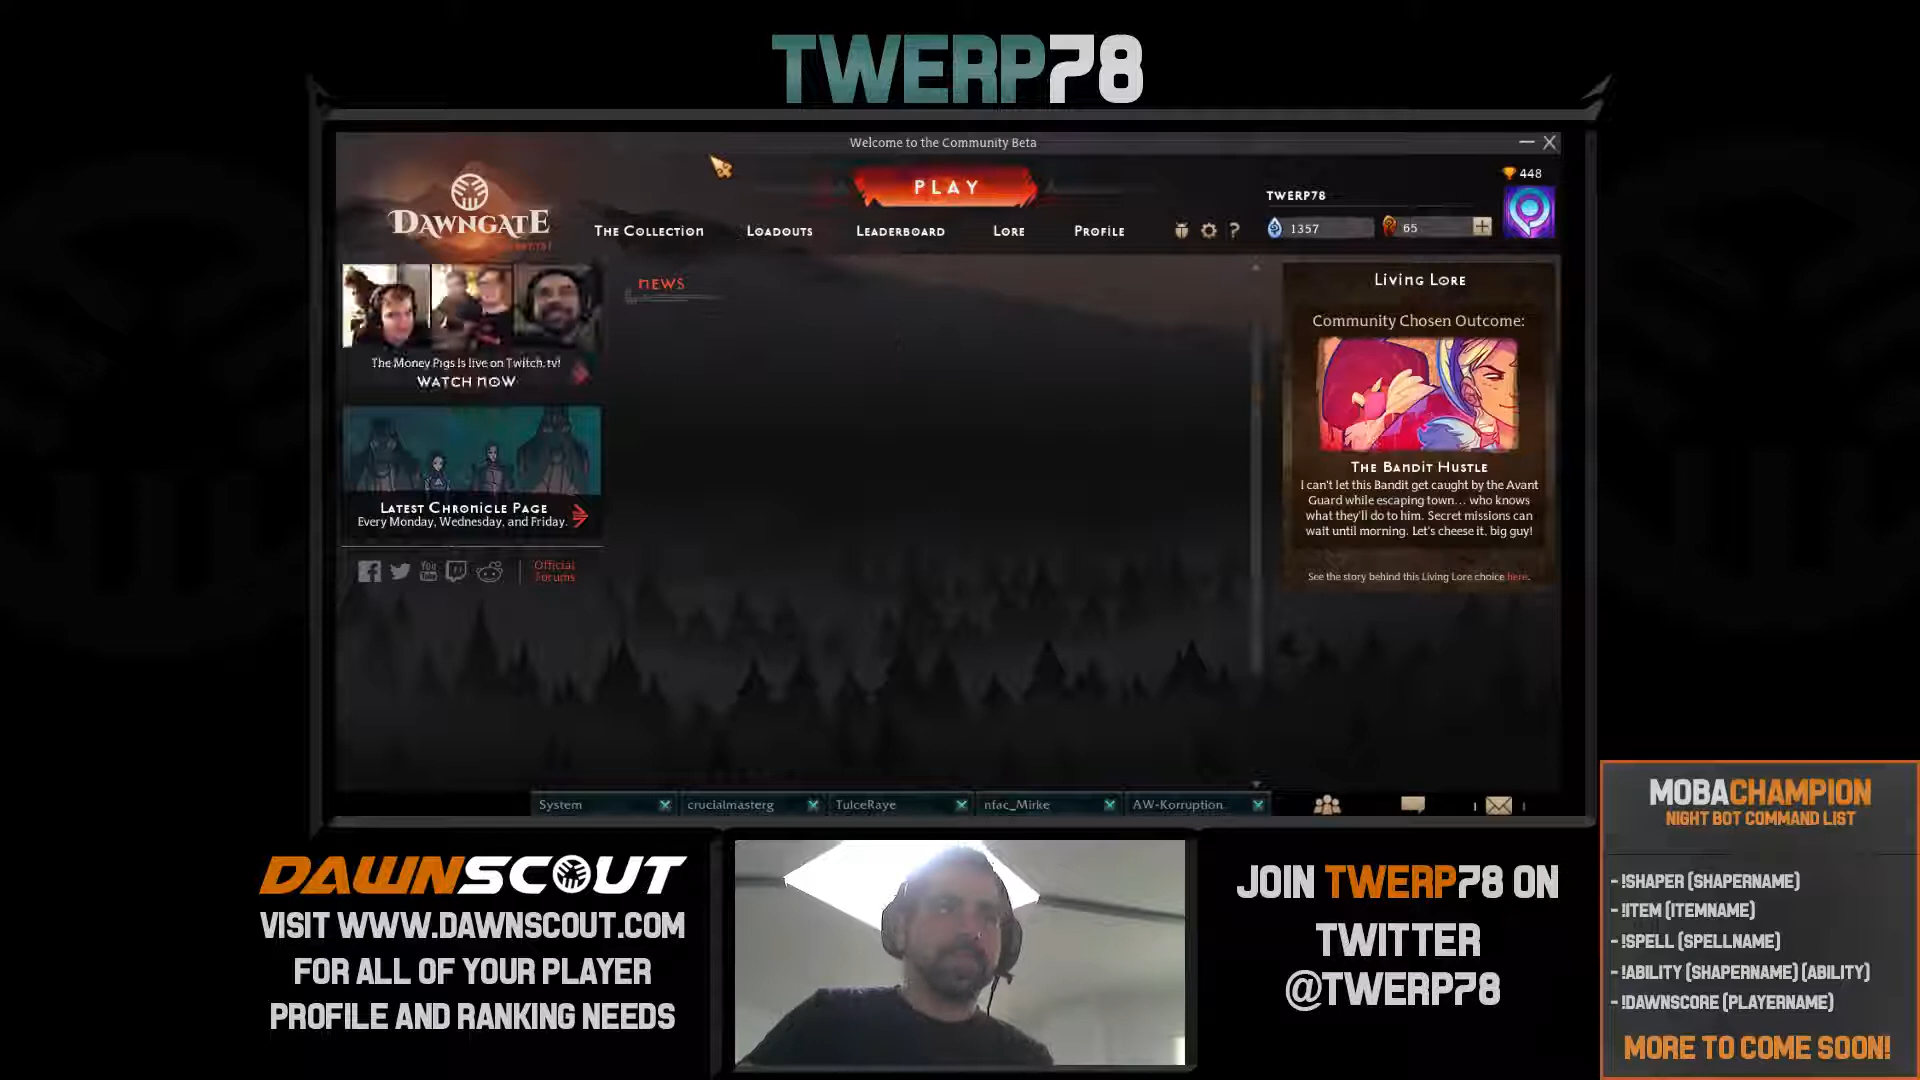 TWERP78
Welcome to the Community Beta
448
PLAY
TWERP78
DAWNGATE
The Collection
Loadouts
Leaderboard
Lore
Profile
?
1357
65
NEWS
Living Lore
Community Chosen Outcome:
The Money Pigs is live on Twitch.tv!
WATCH NOW
The Bandit Hustle
I can't let this Bandit get caught by the Avant
Guard while escaping town... who knows
what they'll do to him. Secret missions can
wait until morning. Let's cheese it, big guy!
Latest Chronicle Page
Every Monday, Wednesday, and Friday.
You
Tube
Official
Forums
See the story behind this Living Lore choice here.
System
crucialmasterg
TulceRaye
nfac_Mirke
AW-Korruption
1
MOBACHAMPION
NIGHT BOT COMMAND LIST
- !SHAPER (SHAPERNAME)
- !ITEM (ITEMNAME)
- !SPELL (SPELLNAME)
- !ABILITY (SHAPERNAME) (ABILITY)
- !DAWNSCORE (PLAYERNAME)
MORE TO COME SOON!
DAWNSCOUT
VISIT WWW.DAWNSCOUT.COM
FOR ALL OF YOUR PLAYER
PROFILE AND RANKING NEEDS
JOIN TWERP78 ON
TWITTER
@TWERP78